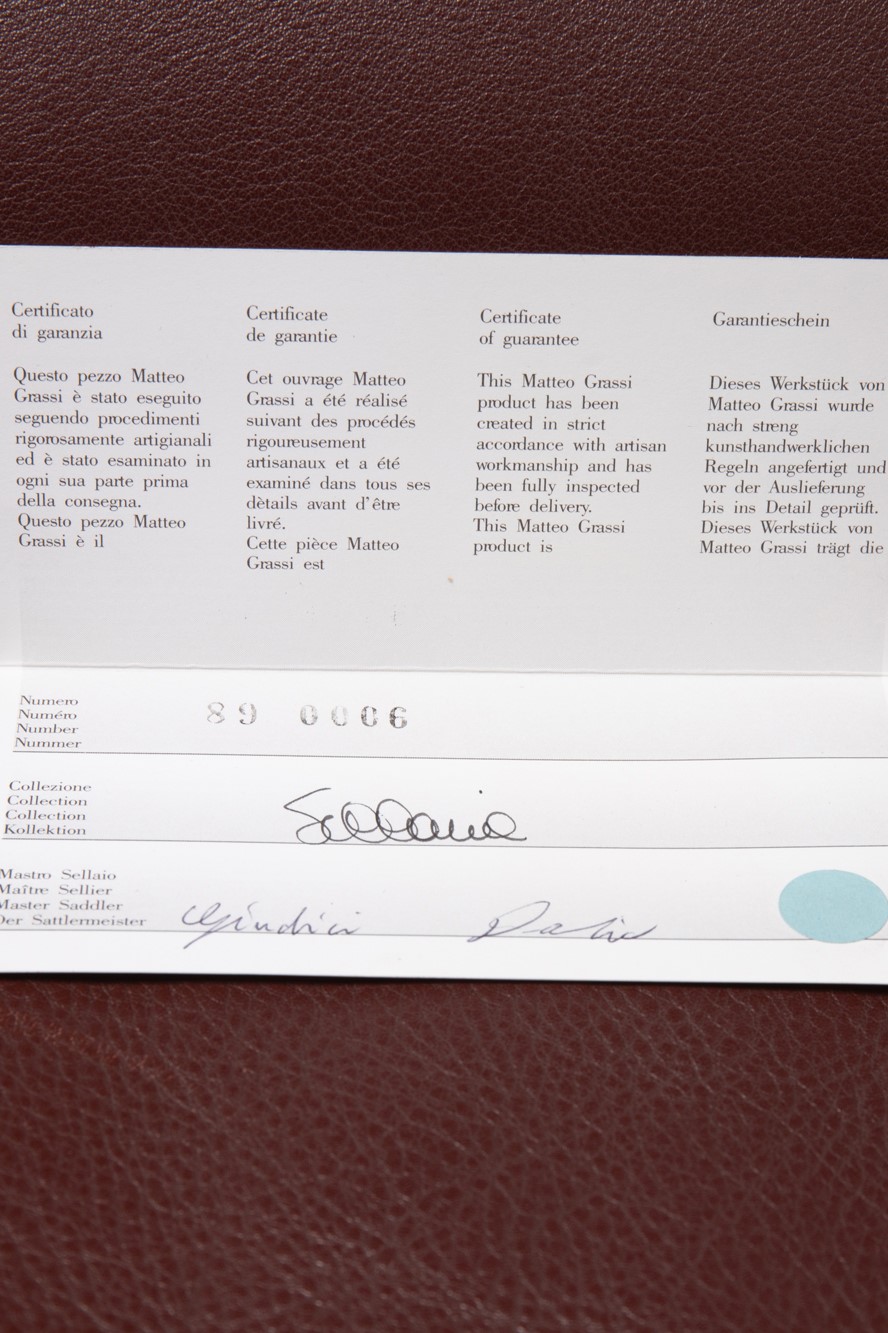 Certificato
di garanzia
Questo pezzo Matteo
Grassi è stato eseguito
seguendo procedimenti
rigorosamente artigianali
ed è stato esaminato in
ogni sua parte prima
della consegna.
Questo pezzo Matteo
Grassi è il
Certificate
de garantie
Cet ouvrage Matteo
Grassi a été réalisé
suivant des procédés
rigoureusement
artisanaux et a été
examiné dans tous ses
dètails avant d'être
livré.
Cette pièce Matteo
Grassi est
Certificate
of guarantee
This Matteo Grassi
product has been
created in strict
accordance with artisan
workmanship and has
been fully inspected
before delivery.
This Matteo Grassi
product is
Garantieschein
Dieses Werkstück von
Matteo Grassi wurde
nach streng
kunsthandwerklichen
Regeln angefertigt und
vor der Auslieferung
bis ins Detail geprüft.
Dieses Werkstück von
Matteo Grassi trägt die
Numero
Numéro
Number
Nummer
89 0006
Collezione
Collection
Collection
Kollektion
Sellaria
Mastro Sellaio
Maître Sellier
Master Saddler
Der Sattlermeister
Giudici